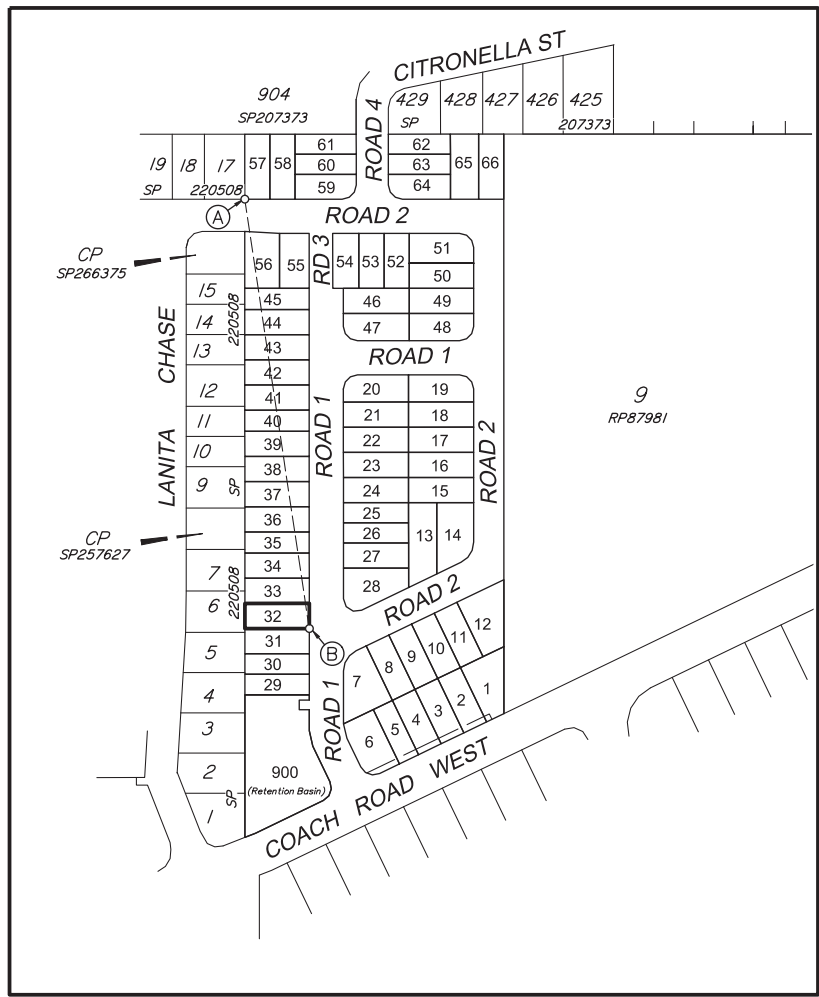 CITRONELLA ST
904
SP207373
ROAD 4
429 428 427 426 425
SP 207373
19 18 17 57 58
SP 220508
61
60
59
62
63
64
65 66
A
ROAD 2
CP
SP266375
56 55
RD 3
54 53 52
51
50
46 49
47 48
15
14
13
12
11
10
9
220508
SP
LANITA CHASE
45
44
43
42
41
40
39
38
37
36
35
34
33
32
31
30
29
ROAD 1
ROAD 1
20 19
21 18
22 17
23 16
24 15
25
26
27
28
13 14
ROAD 2
9
RP87981
CP
SP257627
7
6
220508
5
4
3
2
1
SP
B
ROAD 2
7 8 9 10 11 12
6 5 4 3 2 1
ROAD 1
900
(Retention Basin)
COACH ROAD WEST